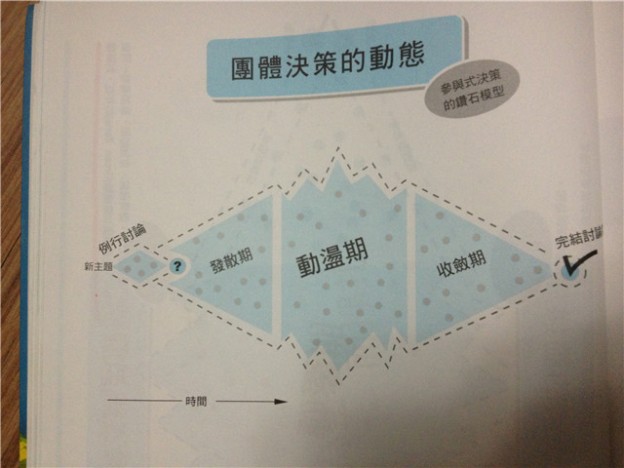 團體決策的動態
參與式決策
的鑽石模型
例行討論
新主題
?
發散期
動盪期
收斂期
完結討論
時間